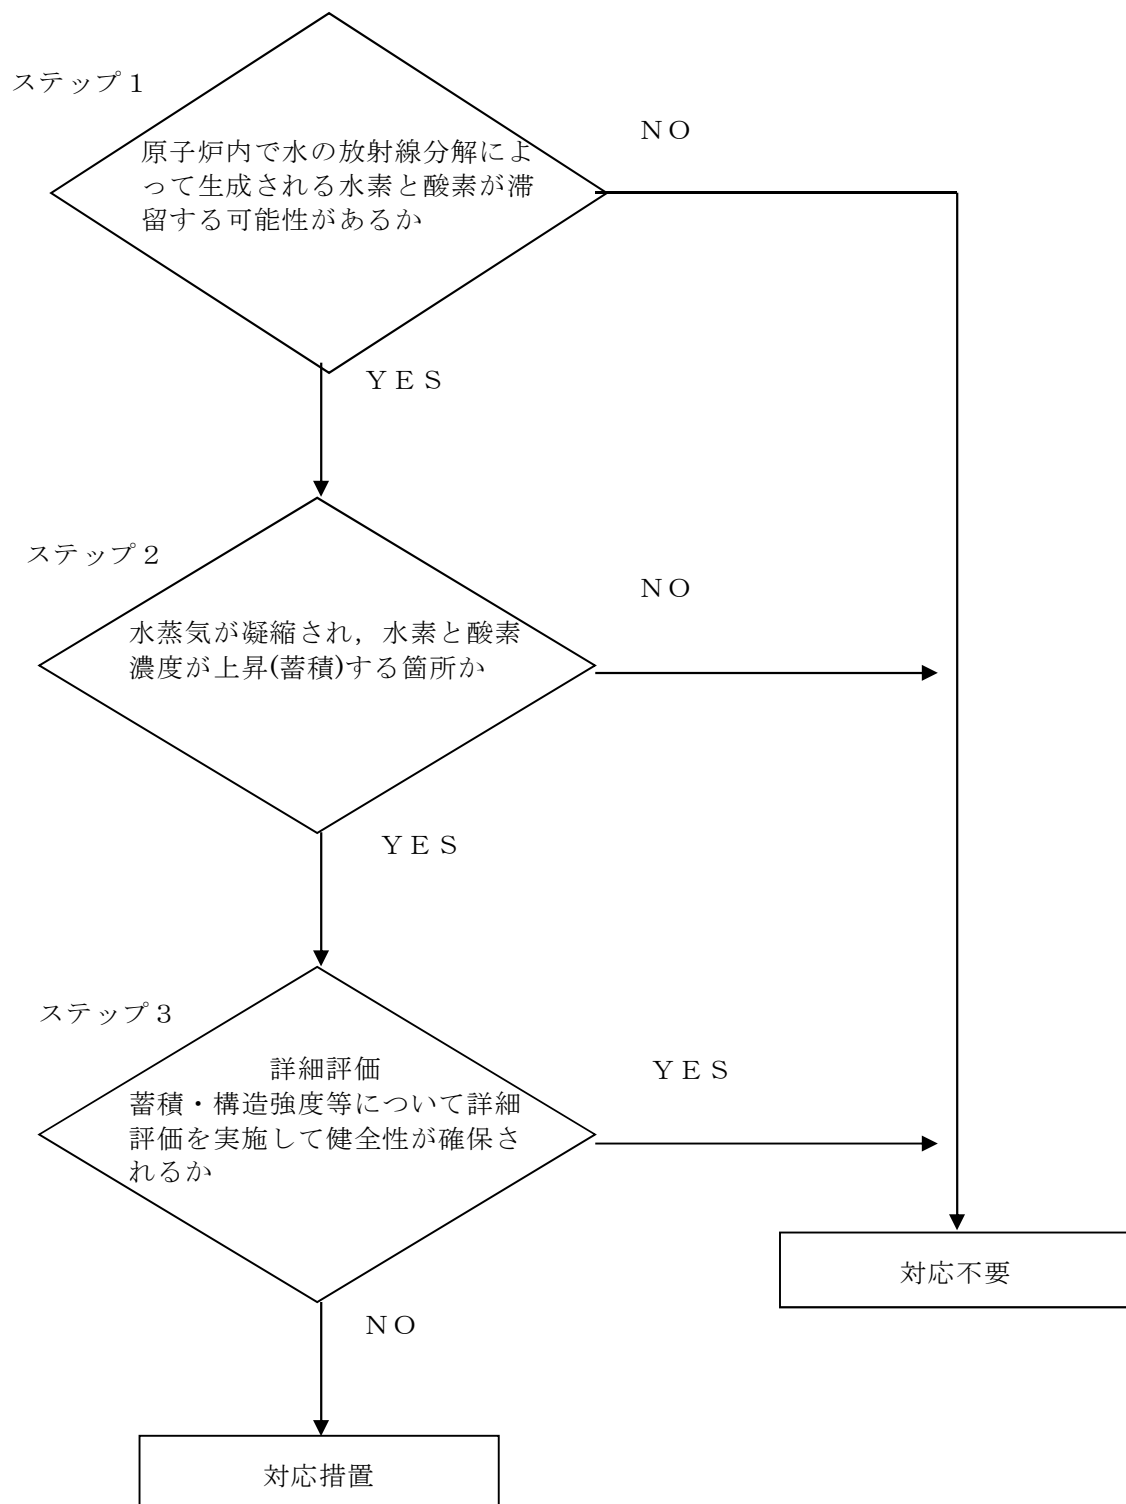 ステップ１
ＮＯ
原子炉内で水の放射線分解によ
って生成される水素と酸素が滞
留する可能性があるか
ＹＥＳ
ステップ２
ＮＯ
水蒸気が凝縮され，水素と酸素
濃度が上昇(蓄積)する箇所か
ＹＥＳ
ステップ３
詳細評価
ＹＥＳ
蓄積・構造強度等について詳細
評価を実施して健全性が確保さ
れるか
対応不要
ＮＯ
対応措置